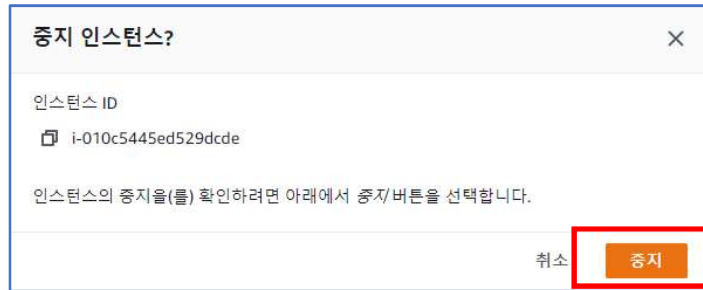 중지 인스턴스?
인스턴스 ID
i-010c5445ed529dcde
인스턴스의 중지을(를) 확인하려면 아래에서 중지 버튼을 선택합니다.
취소 중지